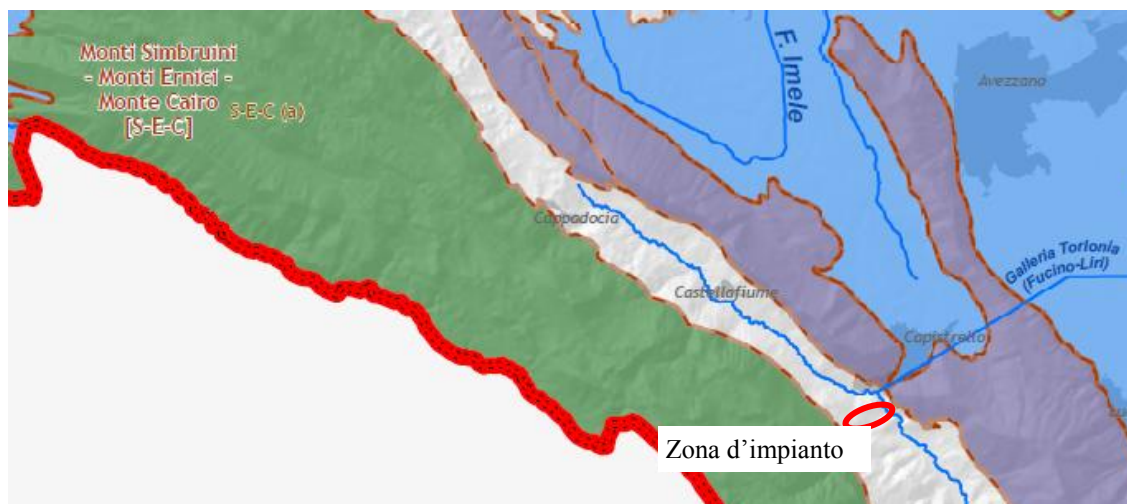 Monti Simbruini
- Monti Ernici -
Monte Cairo
[S-E-C]
S-E-C (a)
F. Imele
Avezzano
Cappadocia
Castellafiume
Galleria Torlonia
(Fucino-Liri)
Capistrello
Zona d’impianto